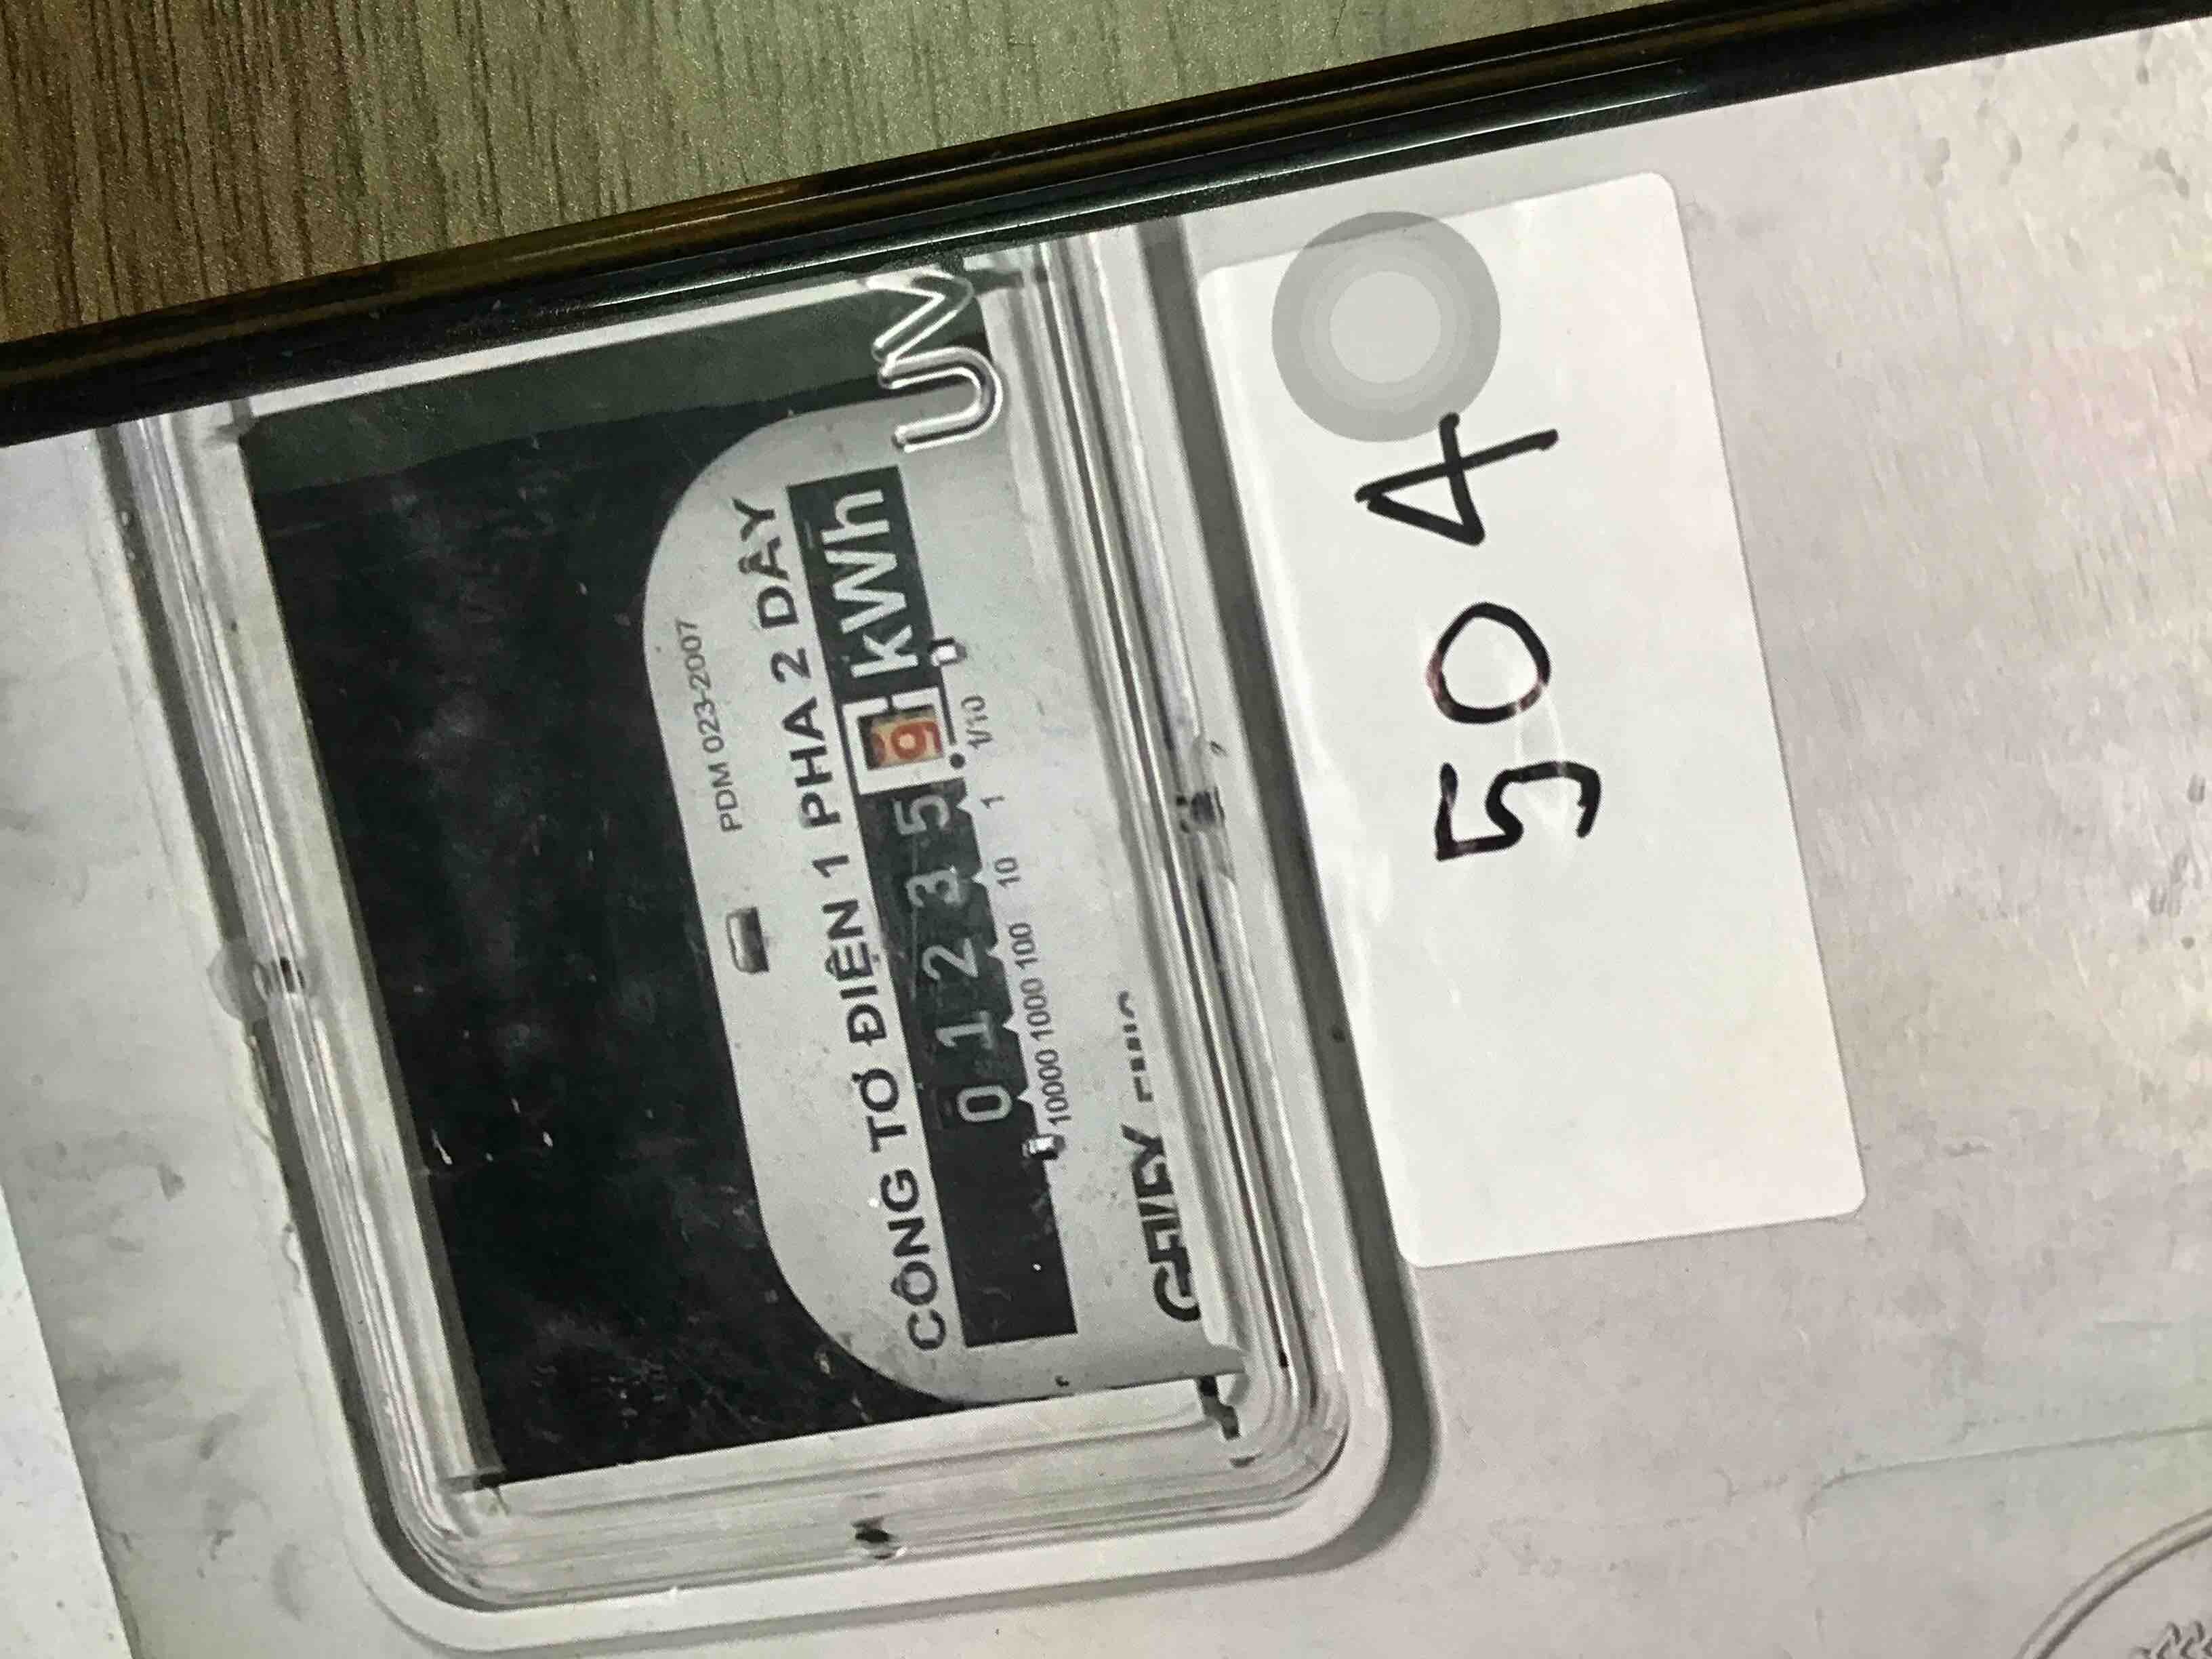 PDM 023-2007
CÔNG TƠ ĐIỆN 1 PHA 2 DÂY
0 1 2 3 5 9 kWh
10000 1000 100 10 1 1/10
GELEX
504